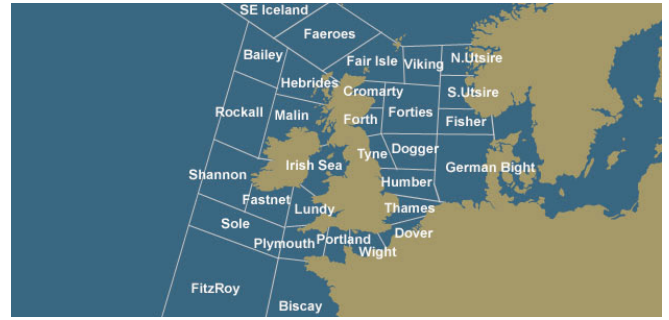 SE Iceland
Faeroes
Bailey
Fair Isle
Viking
N.Utsire
Hebrides
Cromarty
S.Utsire
Rockall
Malin
Forth
Forties
Fisher
Irish Sea
Tyne
Dogger
German Bight
Shannon
Humber
Fastnet
Lundy
Thames
Sole
Plymouth
Portland
Dover
Wight
FitzRoy
Biscay